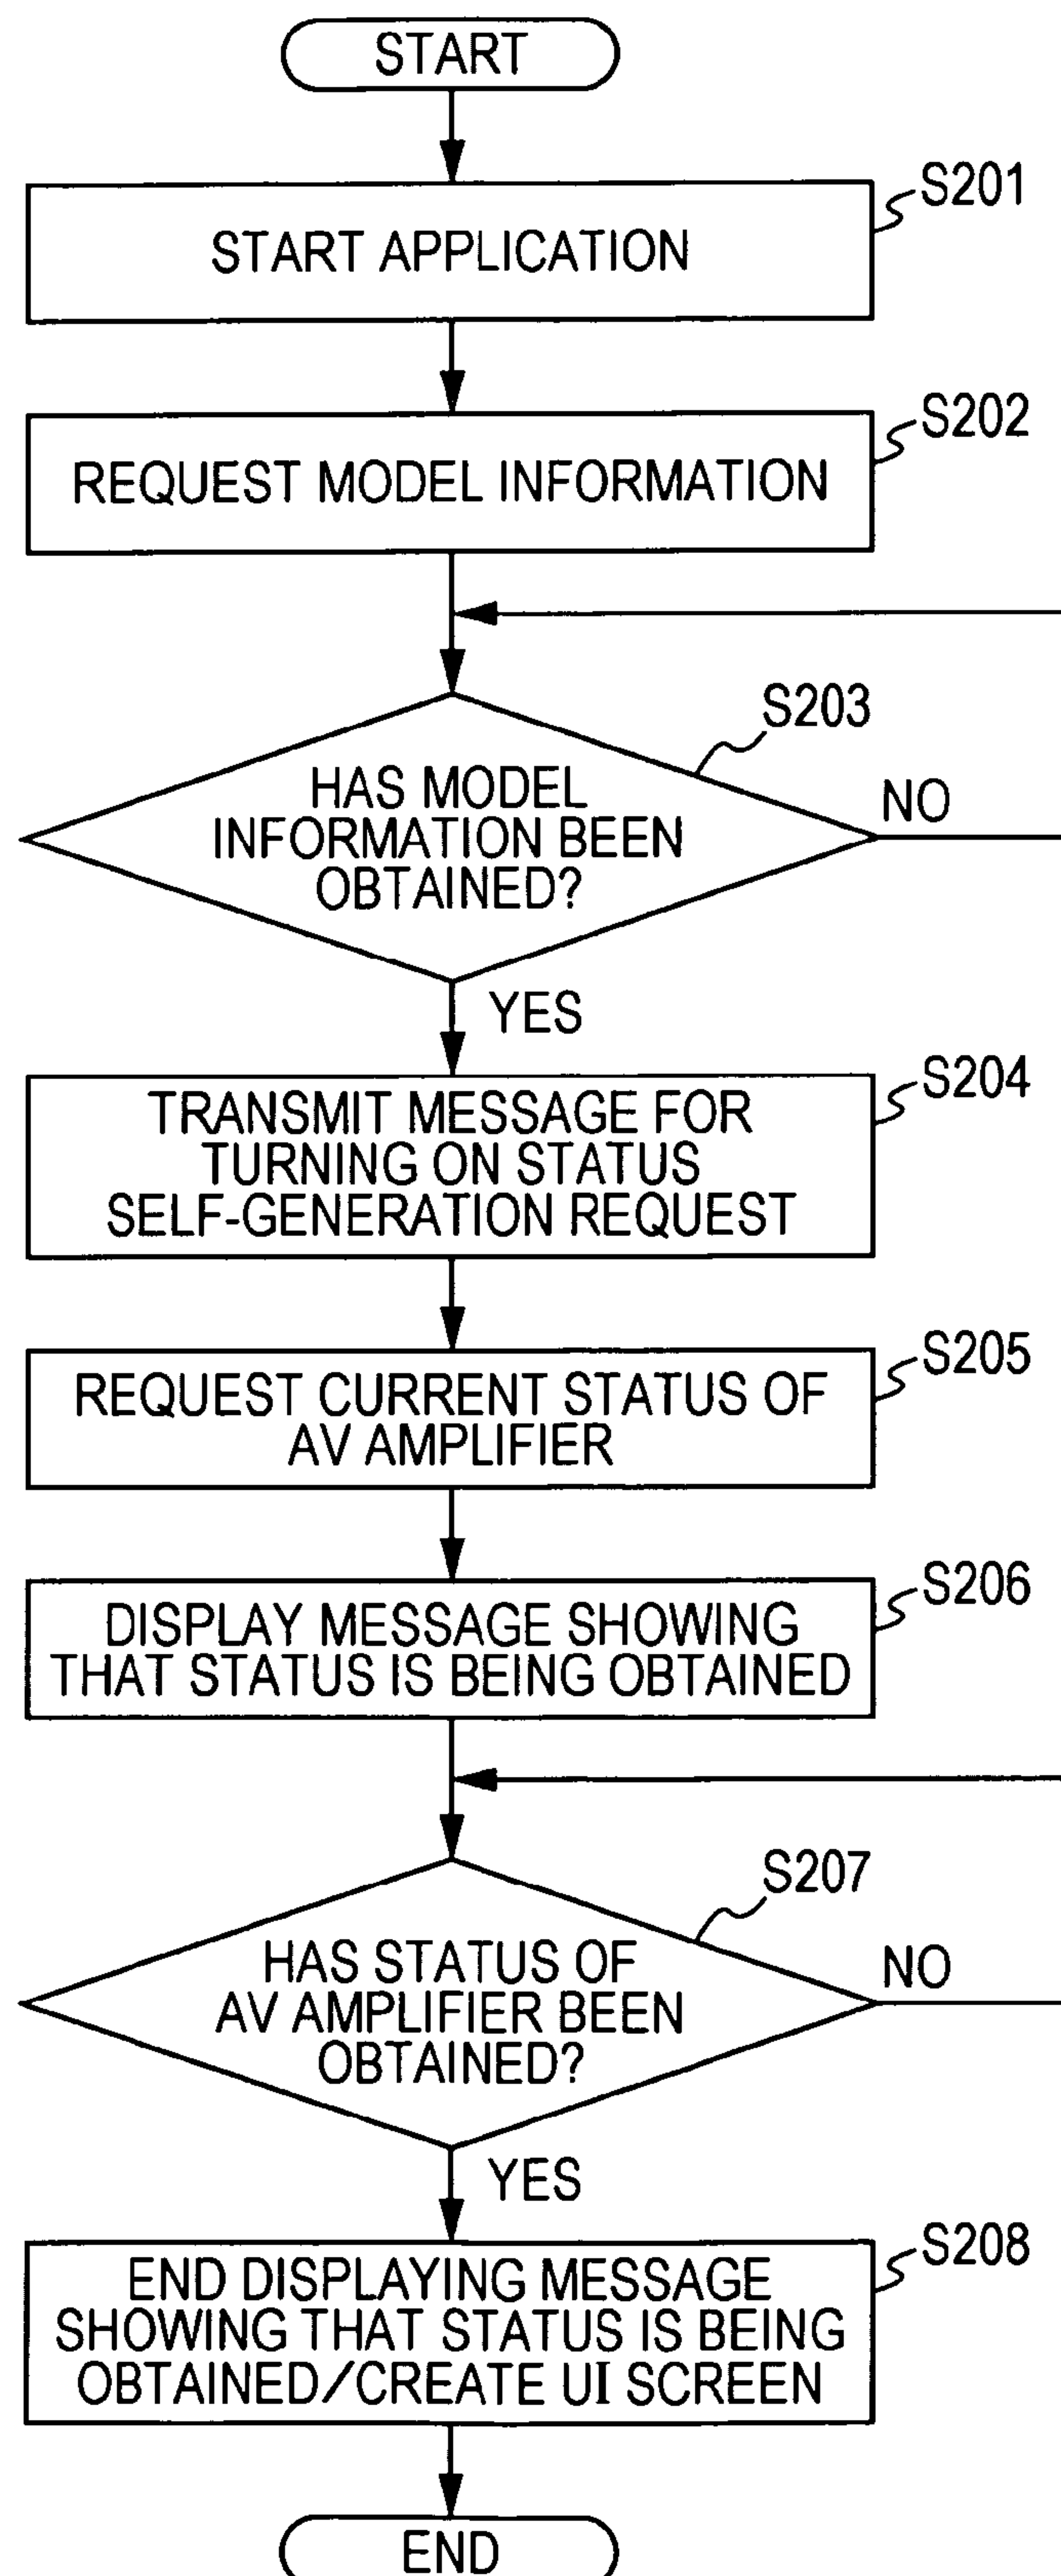 START
S201
START APPLICATION
S202
REQUEST MODEL INFORMATION
S203
HAS MODEL
INFORMATION BEEN
OBTAINED?
NO
YES
S204
TRANSMIT MESSAGE FOR
TURNING ON STATUS
SELF-GENERATION REQUEST
S205
REQUEST CURRENT STATUS OF
AV AMPLIFIER
S206
DISPLAY MESSAGE SHOWING
THAT STATUS IS BEING OBTAINED
S207
HAS STATUS OF
AV AMPLIFIER BEEN
OBTAINED?
NO
YES
S208
END DISPLAYING MESSAGE
SHOWING THAT STATUS IS BEING
OBTAINED/CREATE UI SCREEN
END